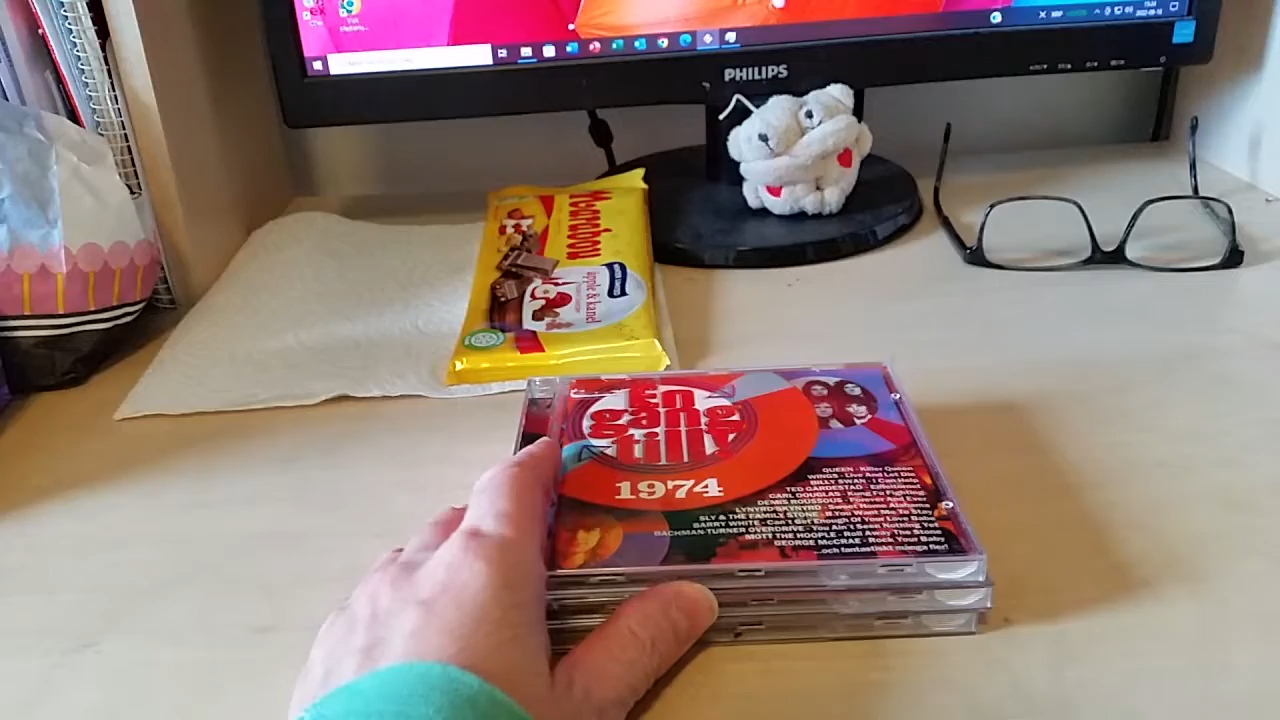 PHILIPS
Marabou
äpple & kanel
En
gång
till!
1974
QUEEN - Killer Queen
WINGS - Live And Let Die
BILLY SWAN - I Can Help
TED GÄRDESTAD - Eiffeltornet
CARL DOUGLAS - Kung Fu Fighting
DEMIS ROUSSOUS - Forever And Ever
LYNYRD SKYNYRD - Sweet Home Alabama
SLY & THE FAMILY STONE - If You Want Me To Stay
BARRY WHITE - Can't Get Enough Of Your Love Babe
BACHMAN-TURNER OVERDRIVE - You Ain't Seen Nothing Yet
MOTT THE HOOPLE - Roll Away The Stone
GEORGE McCRAE - Rock Your Baby
...och fantastiskt många fler!